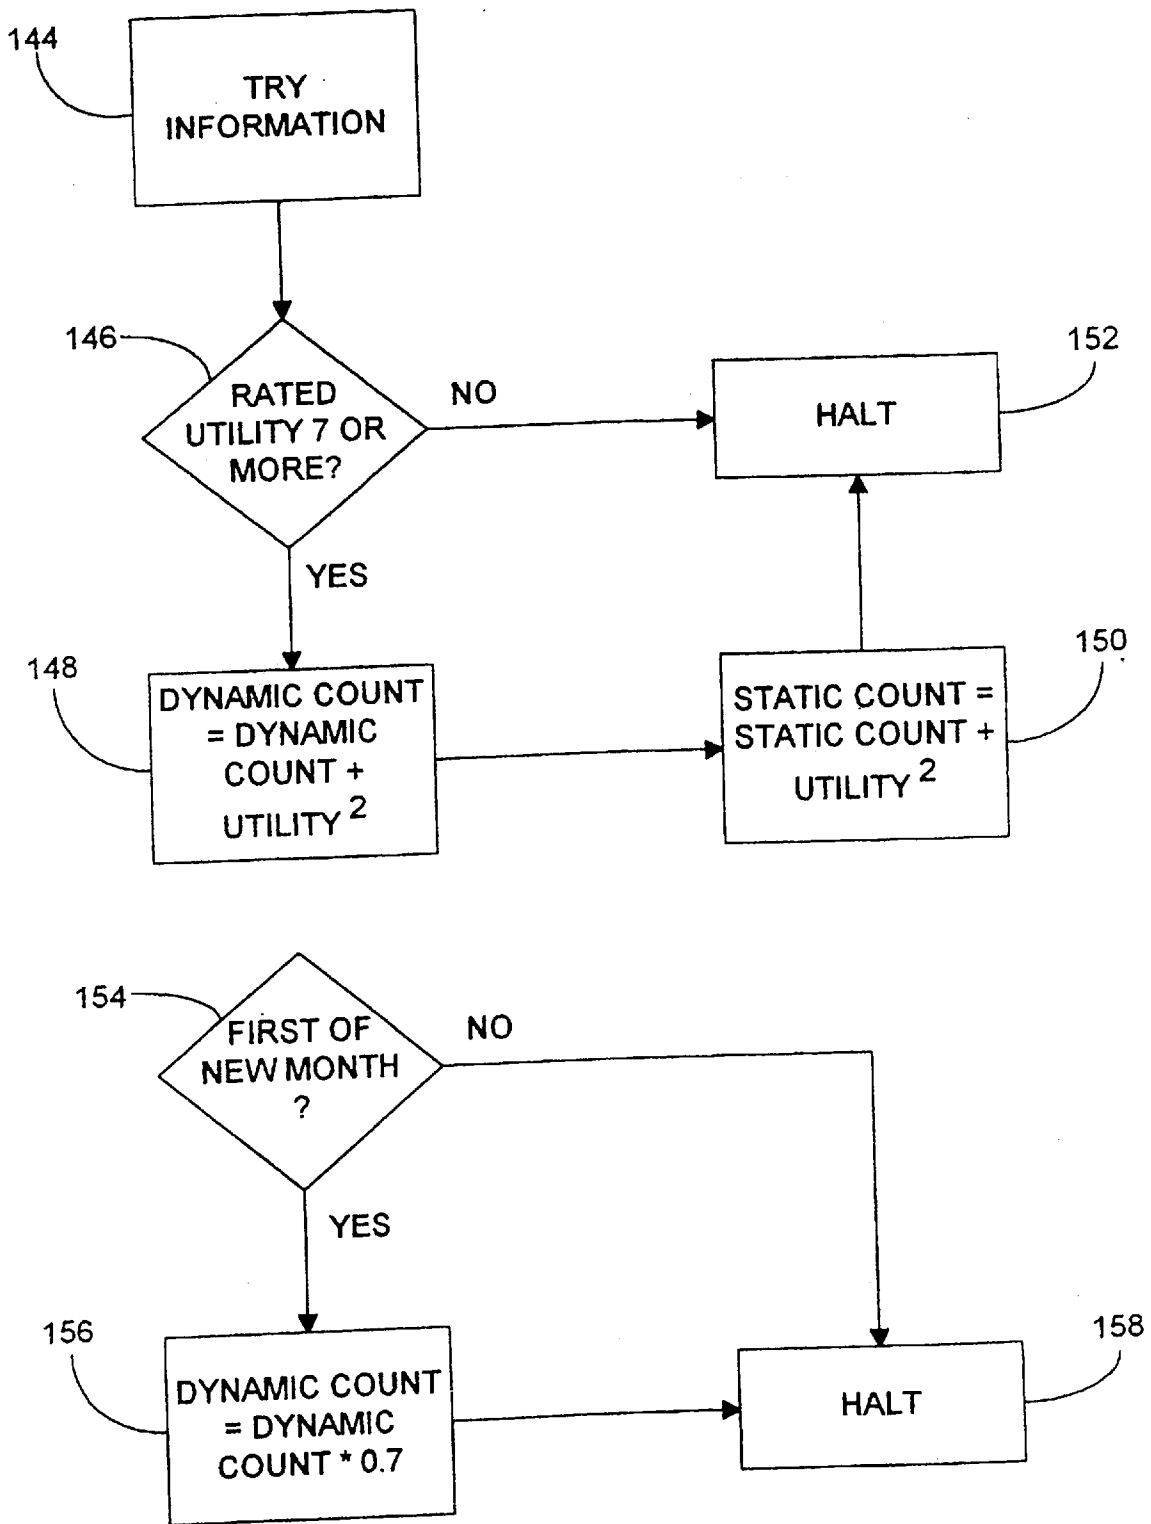 144
TRY
INFORMATION
146
RATED
UTILITY 7 OR
MORE?
NO
152
HALT
YES
148
DYNAMIC COUNT
= DYNAMIC
COUNT +
UTILITY 2
150
STATIC COUNT =
STATIC COUNT +
UTILITY 2
154
FIRST OF
NEW MONTH
?
NO
YES
156
DYNAMIC COUNT
= DYNAMIC
COUNT * 0.7
158
HALT